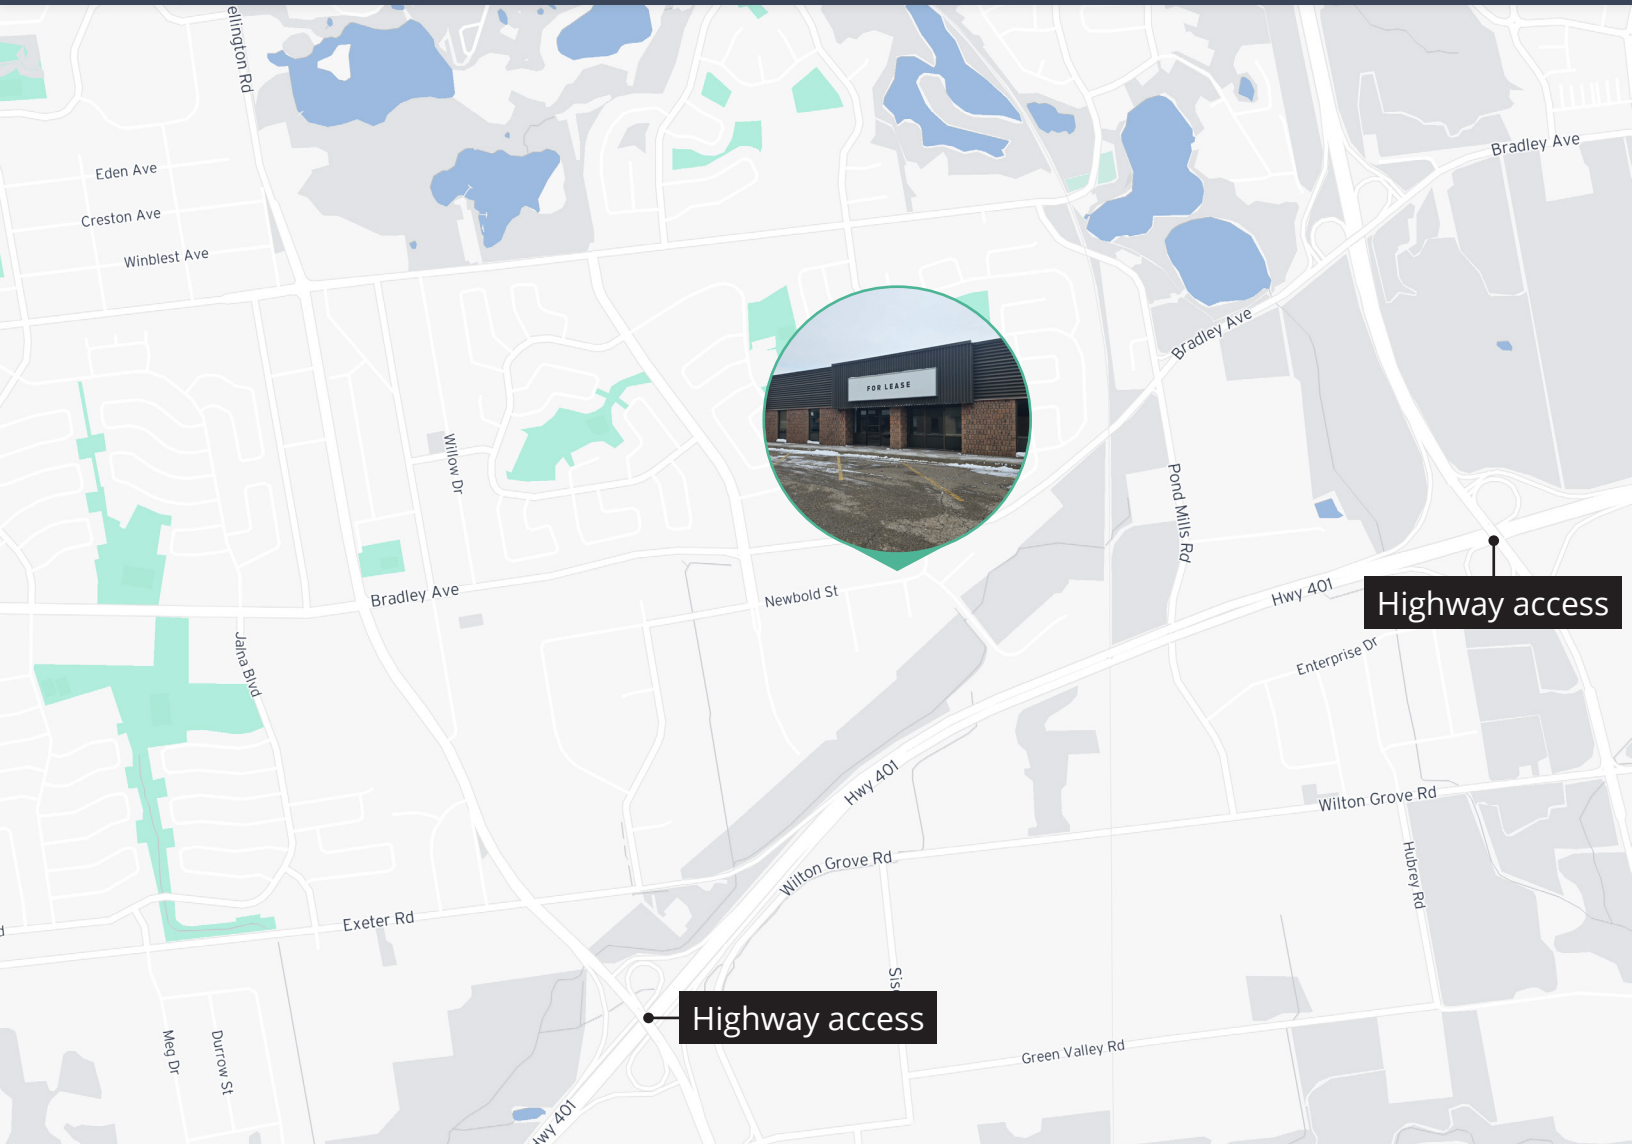 ellington Rd
Bradley Ave
Eden Ave
Creston Ave
Winblest Ave
Bradley Ave
FOR LEASE
Willow Dr
Pond Mills Rd
Bradley Ave
Newbold St
Hwy 401
Highway access
Jalna Blvd
Enterprise Dr
Hwy 401
Wilton Grove Rd
Wilton Grove Rd
Hubrey Rd
Exeter Rd
d
Sis
Highway access
Meg Dr
Durrow St
Green Valley Rd
Hwy 401